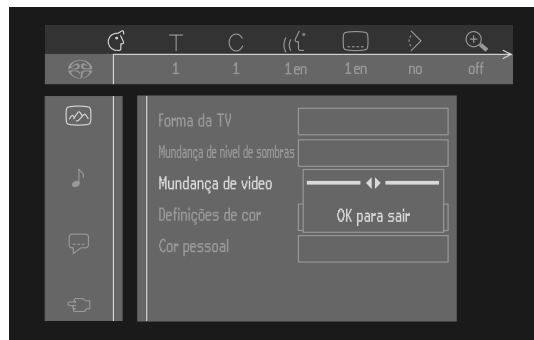 T C
1 1 1en 1en no off
Forma da TV
Mundança de nivel de sombras
Mundança de video
OK para sair
Definições de cor
Cor pessoal